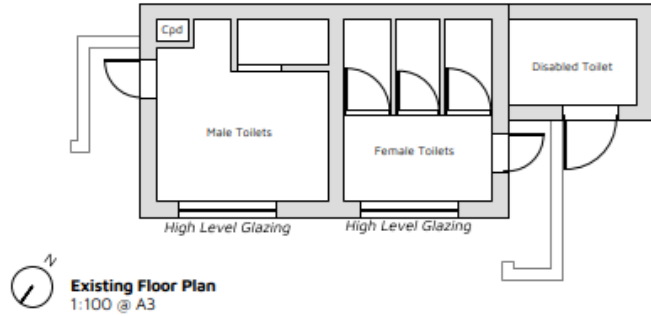 Cpd
Disabled Toilet
Male Toilets
Female Toilets
High Level Glazing
High Level Glazing
N
Existing Floor Plan
1:100 @ A3